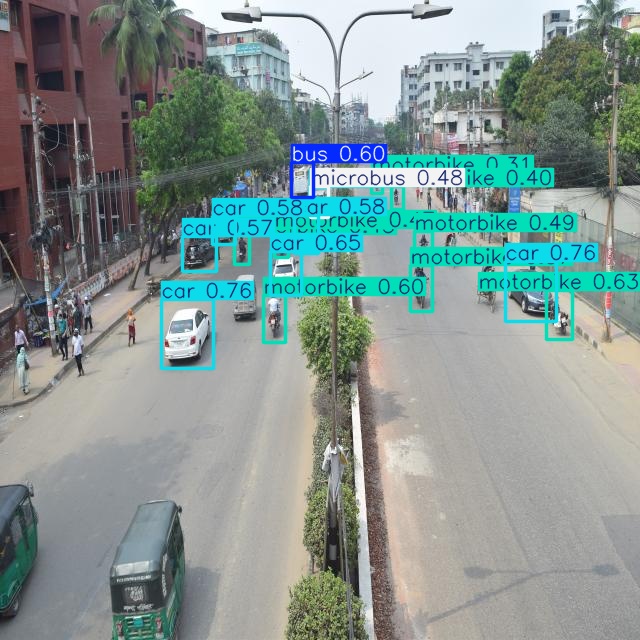 bus 0.60
motorbike 0.31
microbus 0.48
ike 0.40
car 0.58
ar 0.58
car 0.57
motorbike 0.4
motorbike 0.49
car 0.65
motorbik
car 0.76
car 0.76
motorbike 0.60
motorbike 0.63